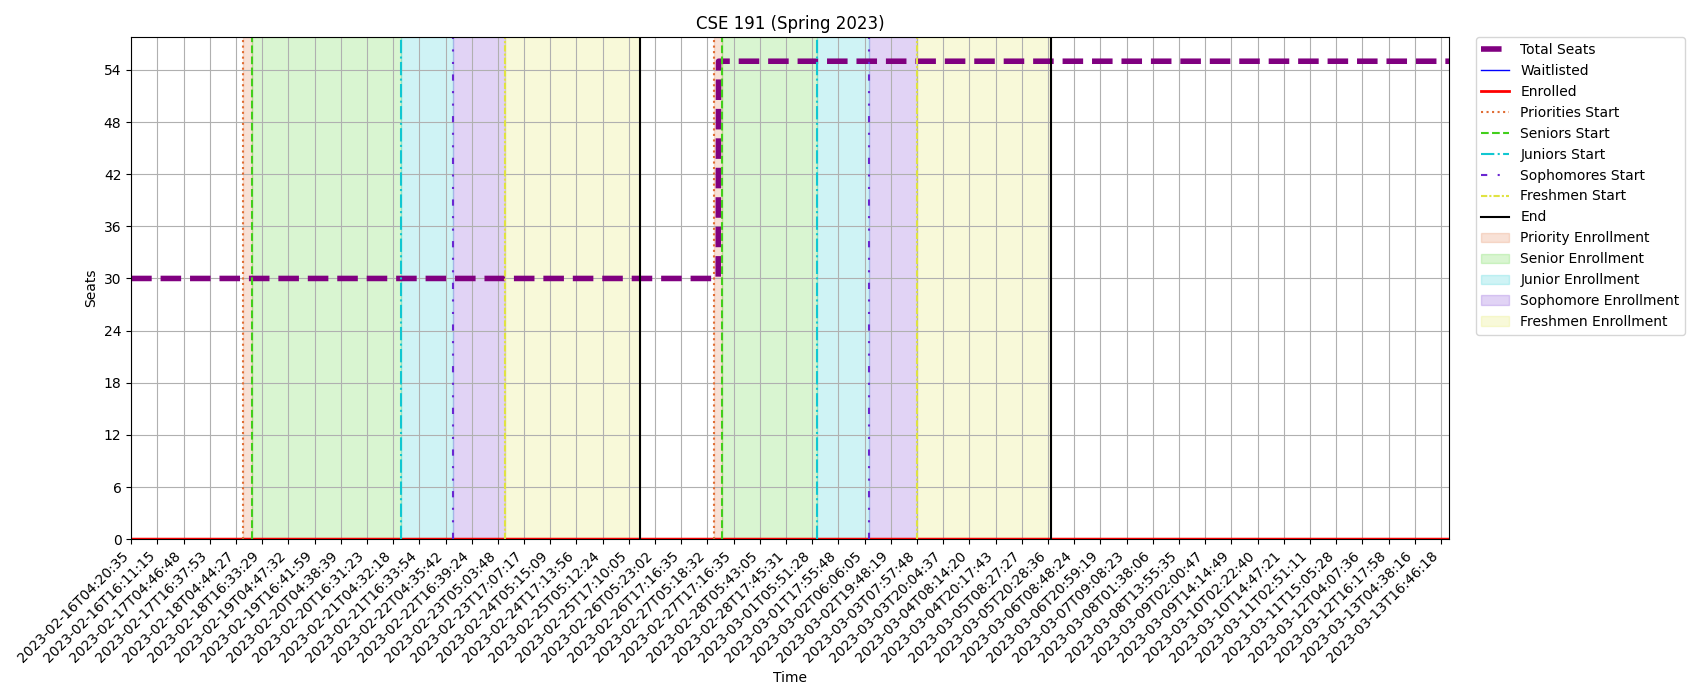 CSE 191 (Spring 2023)
54
48
42
36
30
24
18
12
6
0
Seats
2023-02-16T04:20:35
2023-02-16T16:11:15
2023-02-17T04:46:48
2023-02-17T16:37:53
2023-02-18T04:44:27
2023-02-18T16:33:29
2023-02-19T04:47:32
2023-02-19T16:41:59
2023-02-20T04:38:39
2023-02-20T16:31:23
2023-02-21T04:32:18
2023-02-21T16:33:54
2023-02-22T04:35:42
2023-02-22T16:39:24
2023-02-23T05:03:48
2023-02-23T17:07:17
2023-02-24T05:15:09
2023-02-24T17:13:56
2023-02-25T05:12:24
2023-02-25T17:10:05
2023-02-26T05:23:02
2023-02-26T17:16:35
2023-02-27T05:18:32
2023-02-27T17:16:35
2023-02-28T05:43:05
2023-02-28T17:45:31
2023-03-01T05:51:28
2023-03-01T17:55:48
2023-03-02T06:06:05
2023-03-02T19:48:19
2023-03-03T07:57:48
2023-03-03T20:04:37
2023-03-04T08:14:20
2023-03-04T20:17:43
2023-03-05T08:27:27
2023-03-05T20:28:36
2023-03-06T08:48:24
2023-03-06T20:59:19
2023-03-07T09:08:23
2023-03-08T01:38:06
2023-03-08T13:55:35
2023-03-09T02:00:47
2023-03-09T14:14:49
2023-03-10T02:22:40
2023-03-10T14:47:21
2023-03-11T02:51:11
2023-03-11T15:05:28
2023-03-12T04:07:36
2023-03-12T16:17:58
2023-03-13T04:38:16
2023-03-13T16:46:18
Time
Total Seats
Waitlisted
Enrolled
Priorities Start
Seniors Start
Juniors Start
Sophomores Start
Freshmen Start
End
Priority Enrollment
Senior Enrollment
Junior Enrollment
Sophomore Enrollment
Freshmen Enrollment